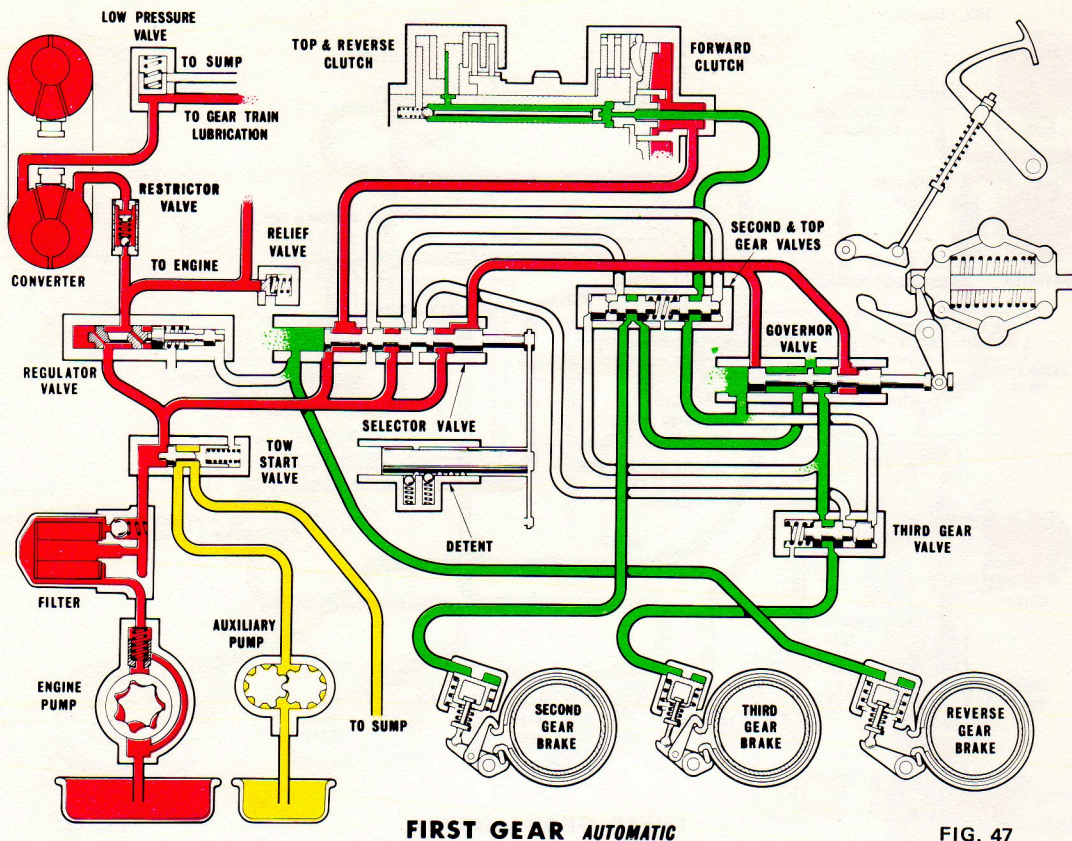 LOW PRESSURE
VALVE
TO SUMP
TO GEAR TRAIN
LUBRICATION
TOP & REVERSE
CLUTCH
FORWARD
CLUTCH
RESTRICTOR
VALVE
CONVERTER
TO ENGINE
RELIEF
VALVE
SECOND & TOP
GEAR VALVES
REGULATOR
VALVE
GOVERNOR
VALVE
SELECTOR VALVE
TOW
START
VALVE
DETENT
THIRD GEAR
VALVE
FILTER
AUXILIARY
PUMP
ENGINE
PUMP
TO SUMP
SECOND
GEAR
BRAKE
THIRD
GEAR
BRAKE
REVERSE
GEAR
BRAKE
FIRST GEAR AUTOMATIC
FIG. 47